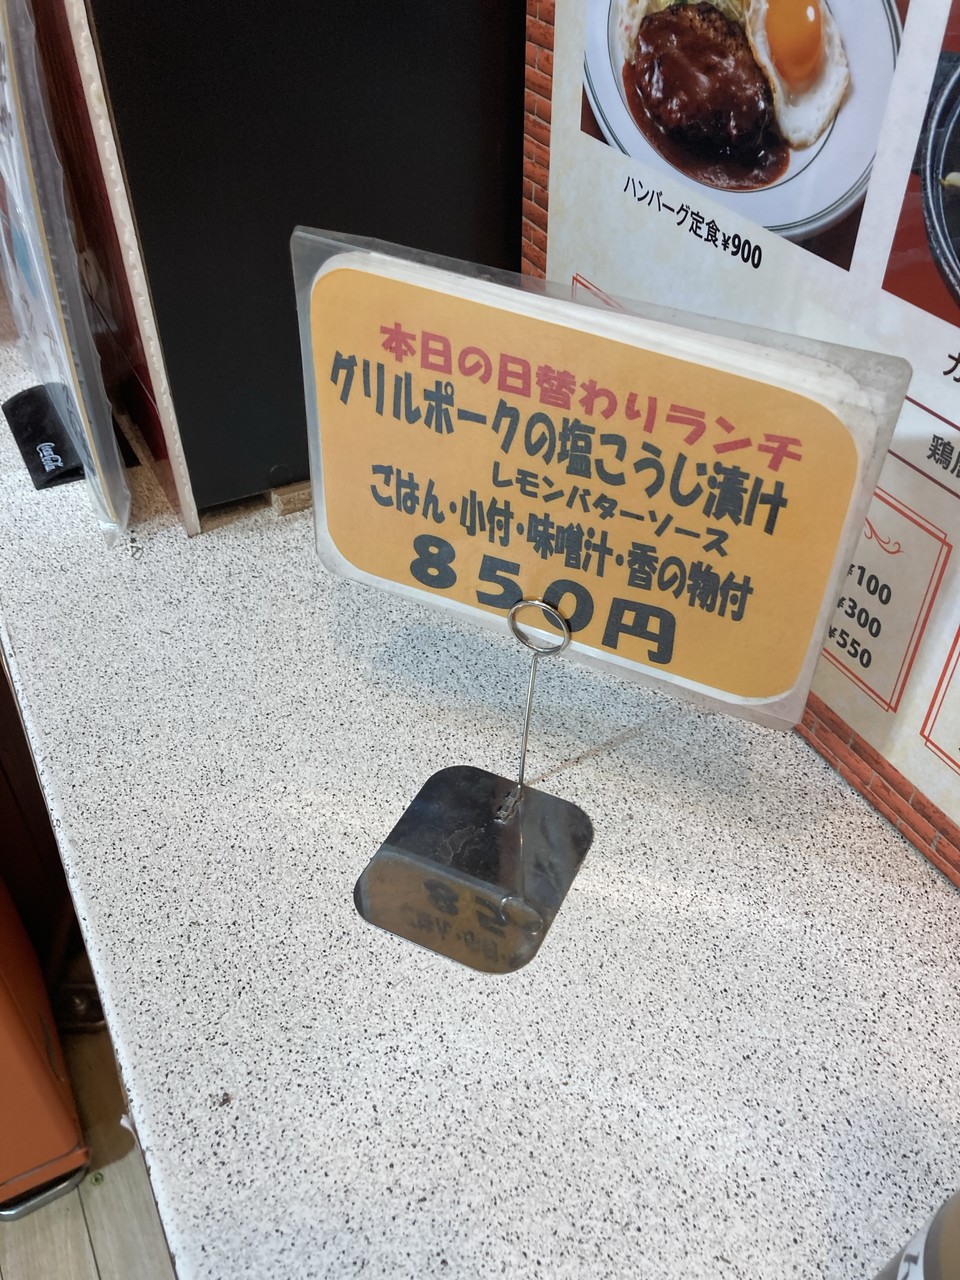 ハンバーグ定食¥900
本日の日替わりランチ
グリルポークの塩こうじ漬け
レモンバターソース
ごはん・小付・味噌汁・香の物付
850円
鶏
¥100
¥300
¥550
Coca-Cola